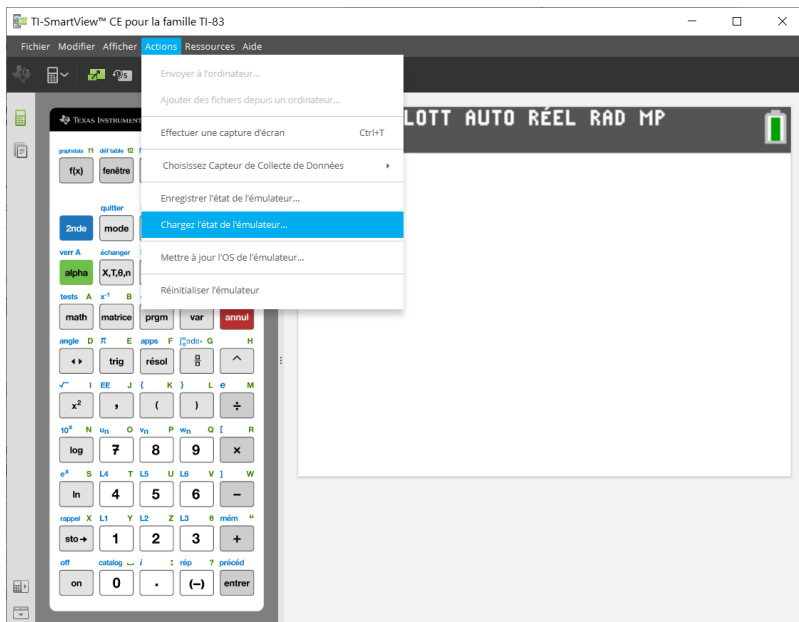 TI-SmartView™ CE pour la famille TI-83
Fichier Modifier Afficher Actions Ressources Aide
Envoyer à l'ordinateur...
Ajouter des fichiers depuis un ordinateur...
Effectuer une capture d'écran Ctrl+T
Choisissez Capteur de Collecte de Données
Enregistrer l'état de l'émulateur...
Chargez l'état de l'émulateur...
Mettre à jour l'OS de l'émulateur...
Réinitialiser l'émulateur
LOTT AUTO RÉEL RAD MP
TEXAS INSTRUMENT
graphstats f1 déf table f2
f(x) fenêtre
quitter
2nde mode
verr A échanger
alpha X,T,θ,n
tests A x⁻¹ B
math matrice prgm var annul
angle D π E apps F G H
trig résol ^
√‾ I EE J { K } L e M
x² , ( ) ÷
10ˣ N un O vn P wn Q [ R
log 7 8 9 ×
eˣ S L4 T L5 U L6 V ] W
ln 4 5 6 −
rappel X L1 Y L2 Z L3 θ mém "
sto→ 1 2 3 +
off catalog i : rép ? précéd
on 0 . (−) entrer